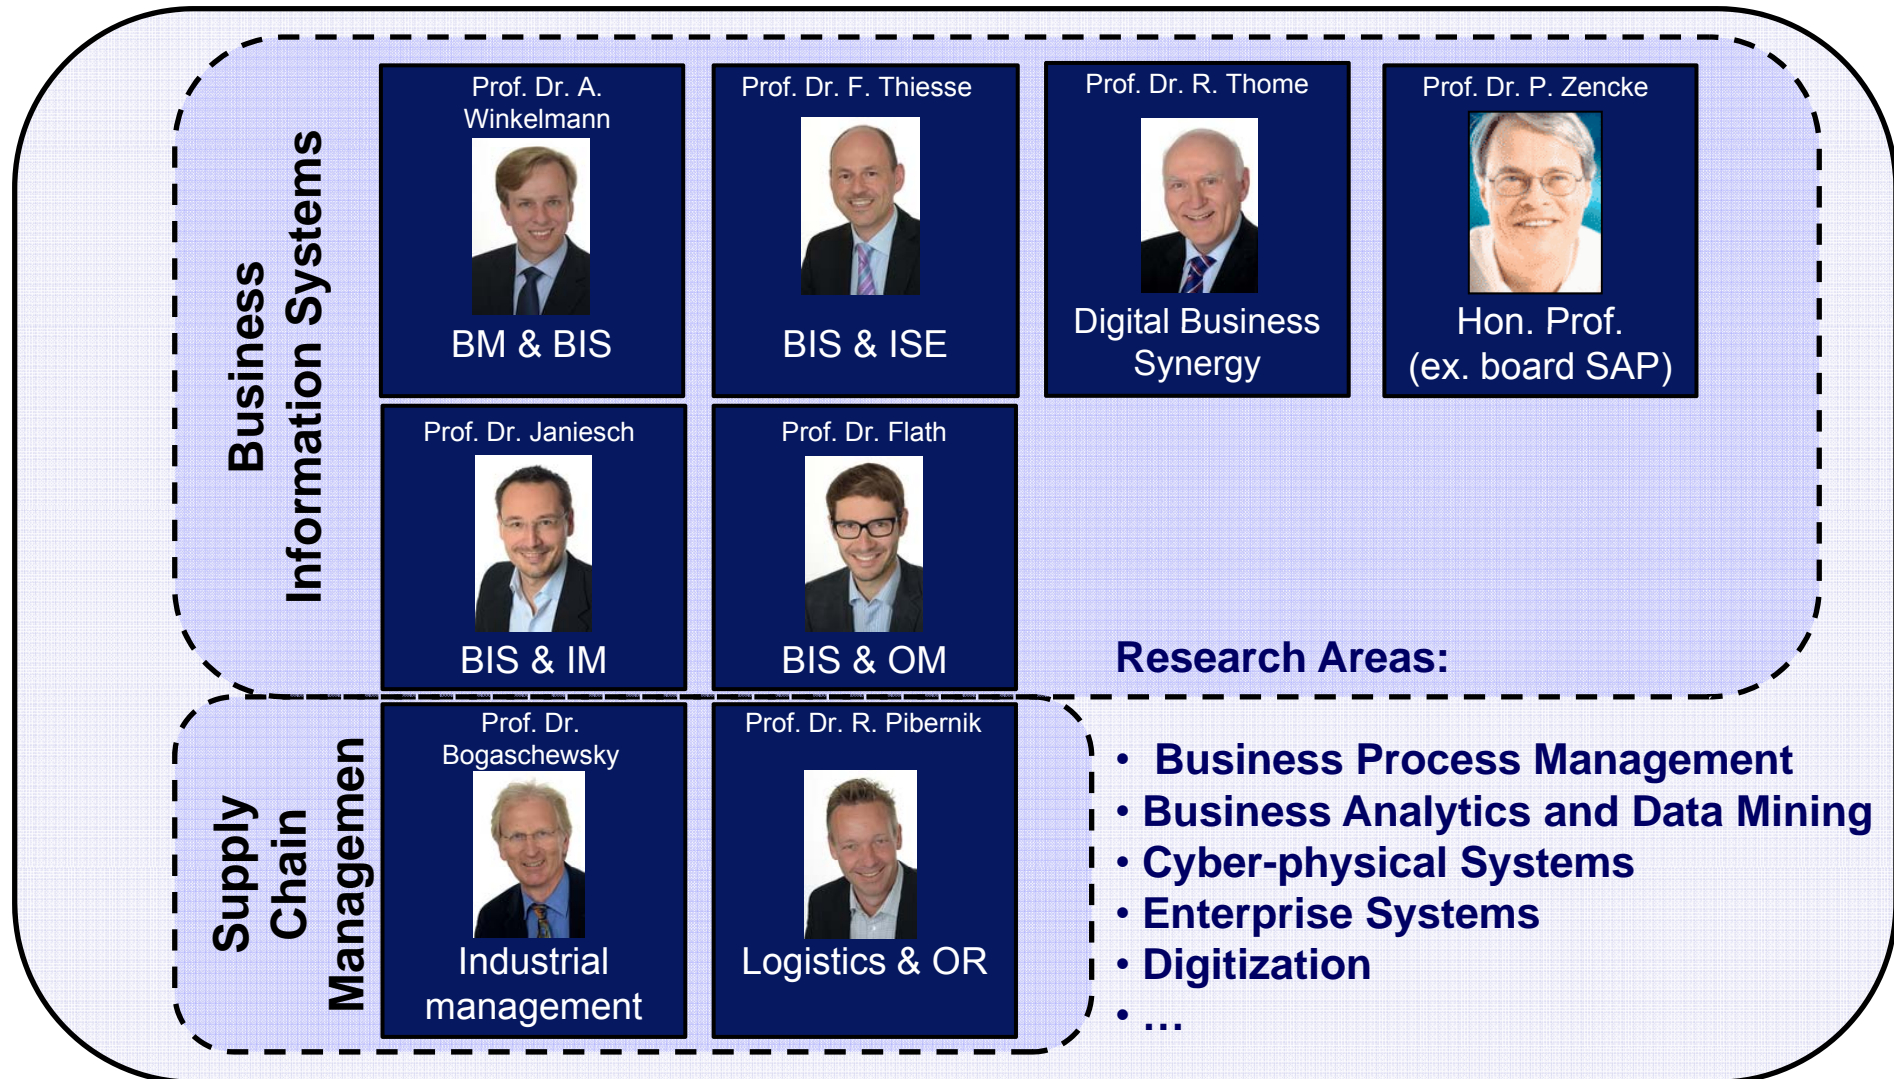 Business
Information Systems
Prof. Dr. A.
Winkelmann
BM & BIS
Prof. Dr. F. Thiesse
BIS & ISE
Prof. Dr. R. Thome
Digital Business
Synergy
Prof. Dr. P. Zencke
Hon. Prof.
(ex. board SAP)
Prof. Dr. Janiesch
BIS & IM
Prof. Dr. Flath
BIS & OM
Supply
Chain
Managemen
Prof. Dr.
Bogaschewsky
Industrial
management
Prof. Dr. R. Pibernik
Logistics & OR
Research Areas:
• Business Process Management
• Business Analytics and Data Mining
• Cyber-physical Systems
• Enterprise Systems
• Digitization
• …